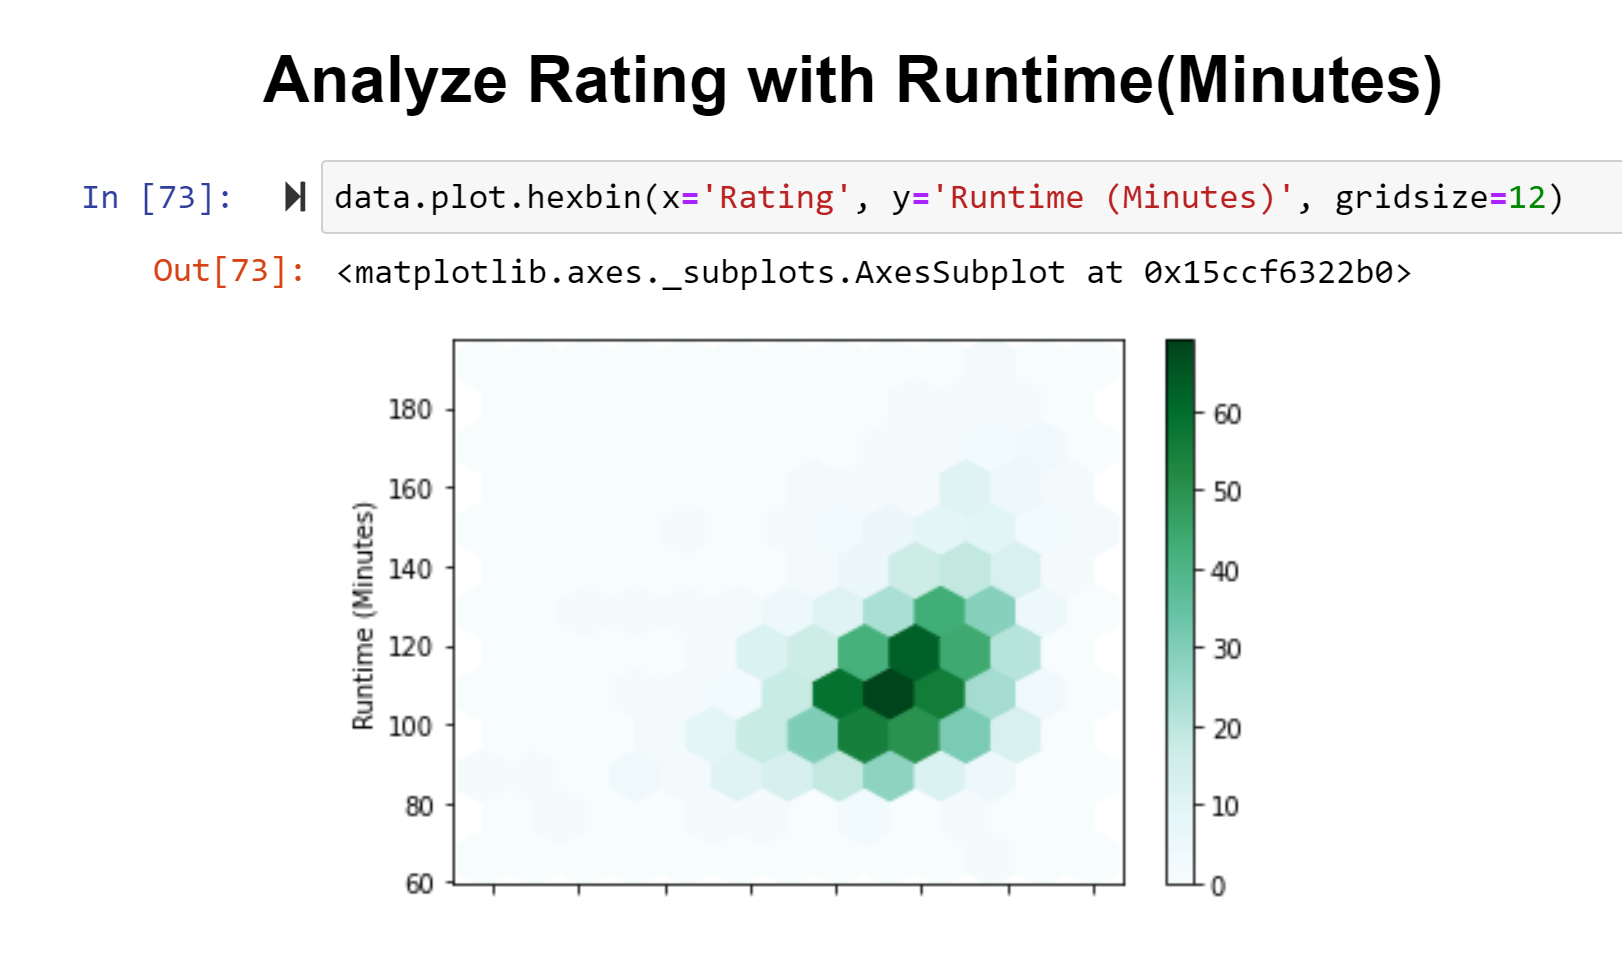 Analyze Rating with Runtime(Minutes)
In [73]:
data.plot.hexbin(x='Rating', y='Runtime (Minutes)', gridsize=12)
Out[73]:
<matplotlib.axes._subplots.AxesSubplot at 0x15ccf6322b0>
Runtime (Minutes)
180
160
140
120
100
80
60
60
50
40
30
20
10
0